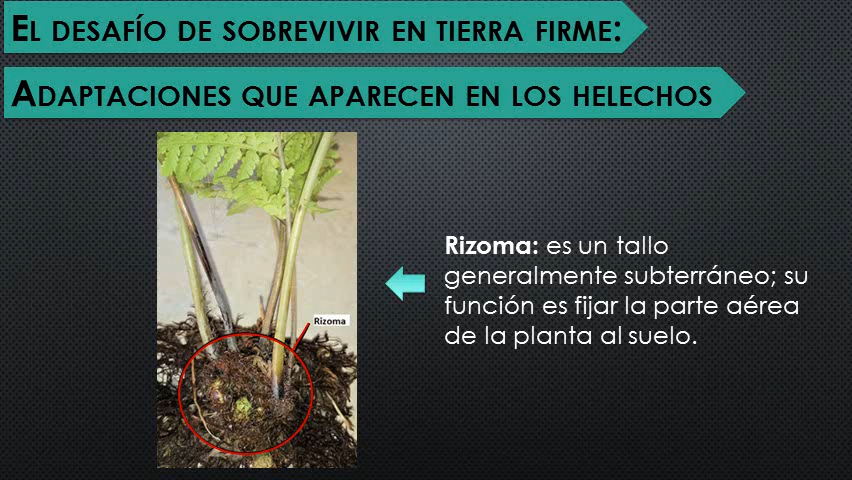 El desafío de sobrevivir en tierra firme:
Adaptaciones que aparecen en los helechos
Rizoma: es un tallo
generalmente subterráneo; su
función es fijar la parte aérea
de la planta al suelo.
Rizoma